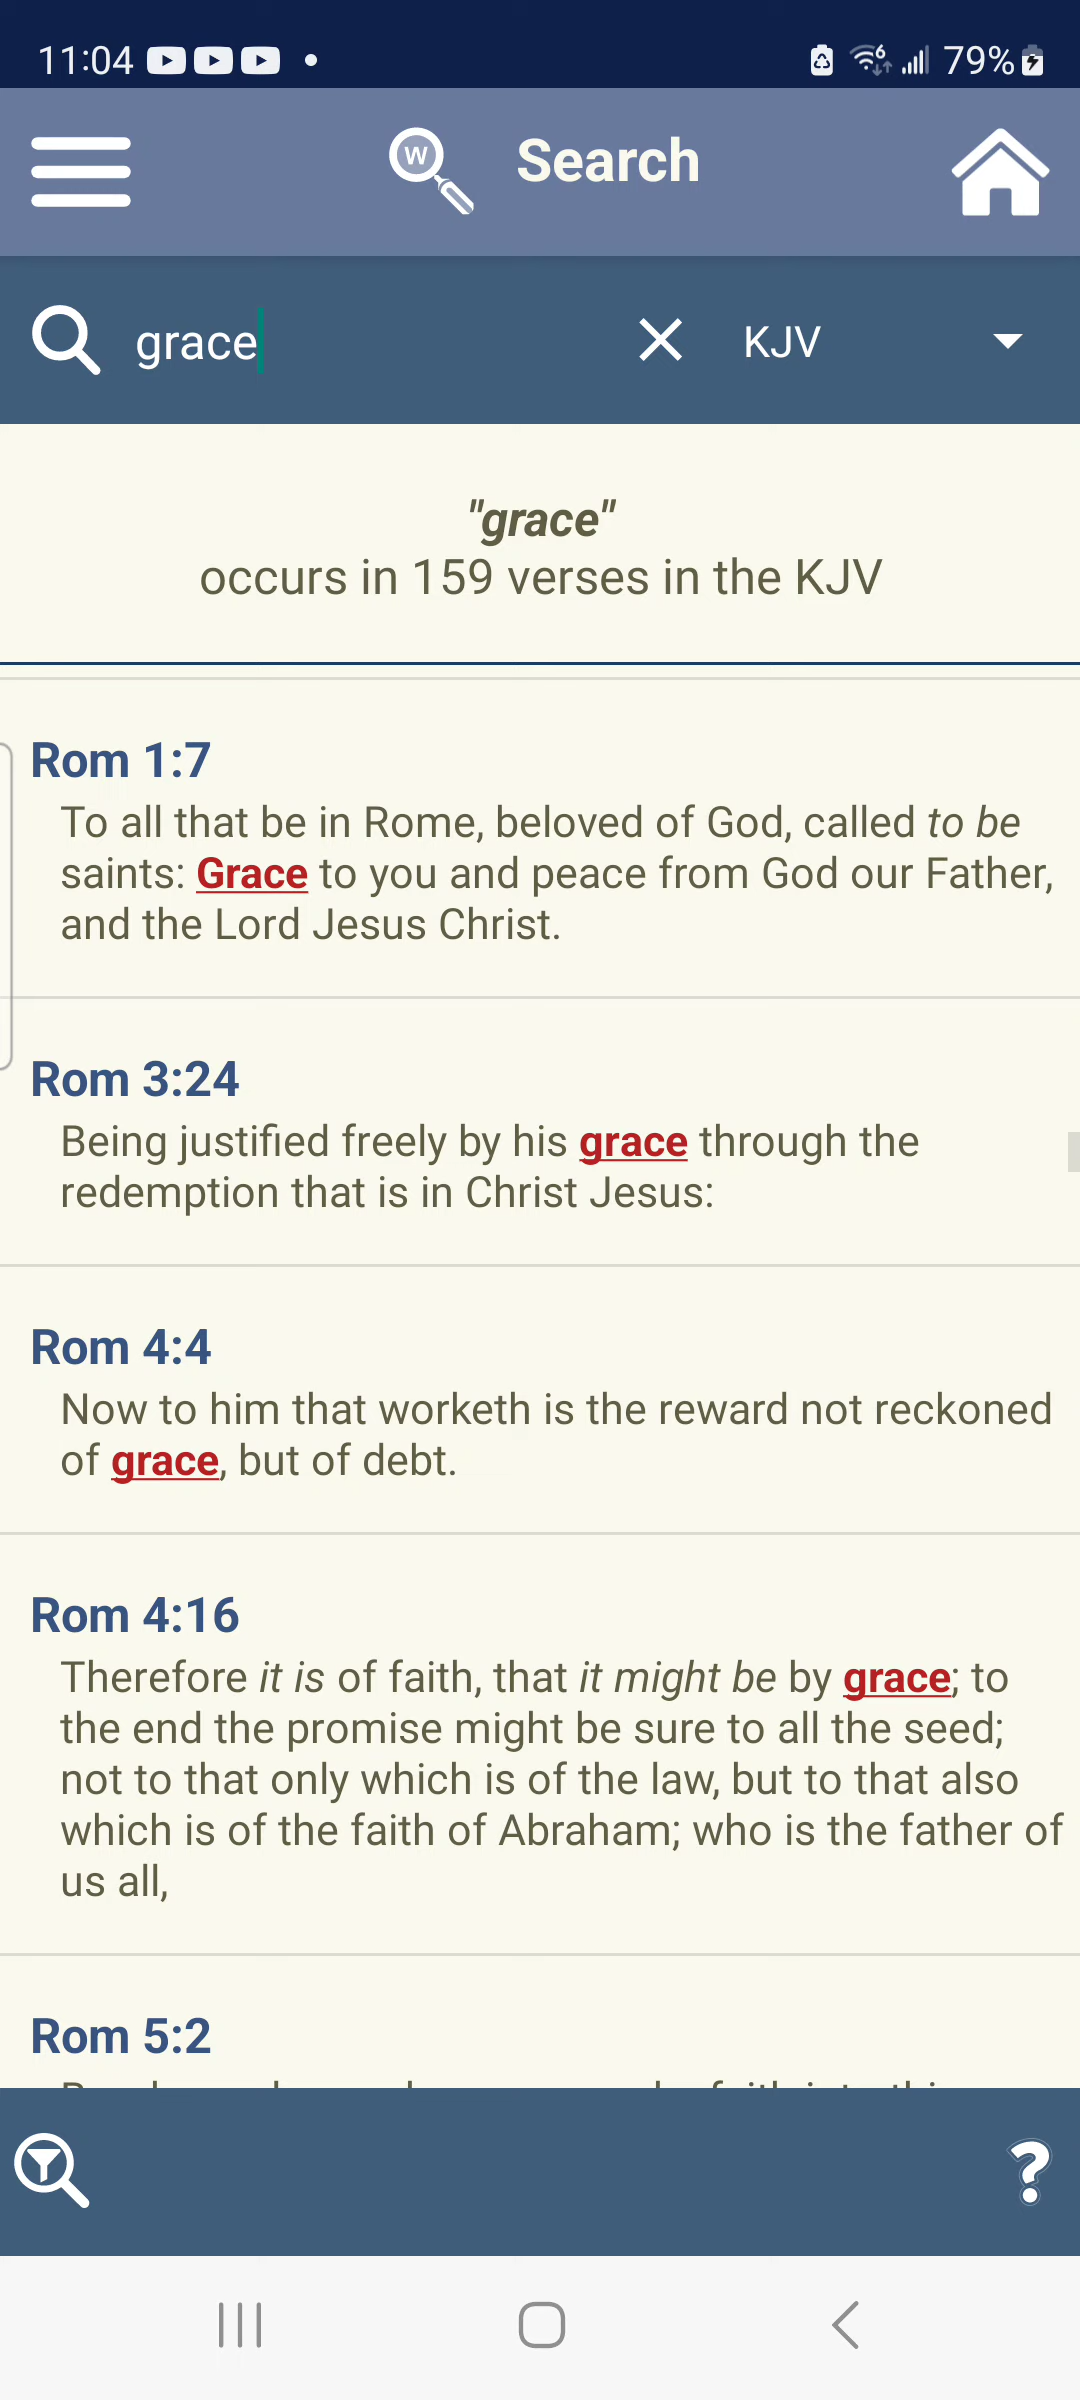 11:04
79%
W
Search
grace
KJV
"grace"
occurs in 159 verses in the KJV
Rom 1:7
To all that be in Rome, beloved of God, called to be
saints: Grace to you and peace from God our Father,
and the Lord Jesus Christ.
Rom 3:24
Being justified freely by his grace through the
redemption that is in Christ Jesus:
Rom 4:4
Now to him that worketh is the reward not reckoned
of grace, but of debt.
Rom 4:16
Therefore it is of faith, that it might be by grace; to
the end the promise might be sure to all the seed;
not to that only which is of the law, but to that also
which is of the faith of Abraham; who is the father of
us all,
Rom 5:2